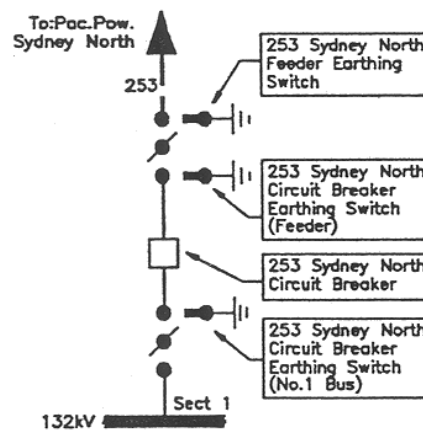 To:Pac.Pow.
Sydney North
253
253 Sydney North
Feeder Earthing
Switch
253 Sydney North
Circuit Breaker
Earthing Switch
(Feeder)
253 Sydney North
Circuit Breaker
253 Sydney North
Circuit Breaker
Earthing Switch
(No.1 Bus)
Sect 1
132kV